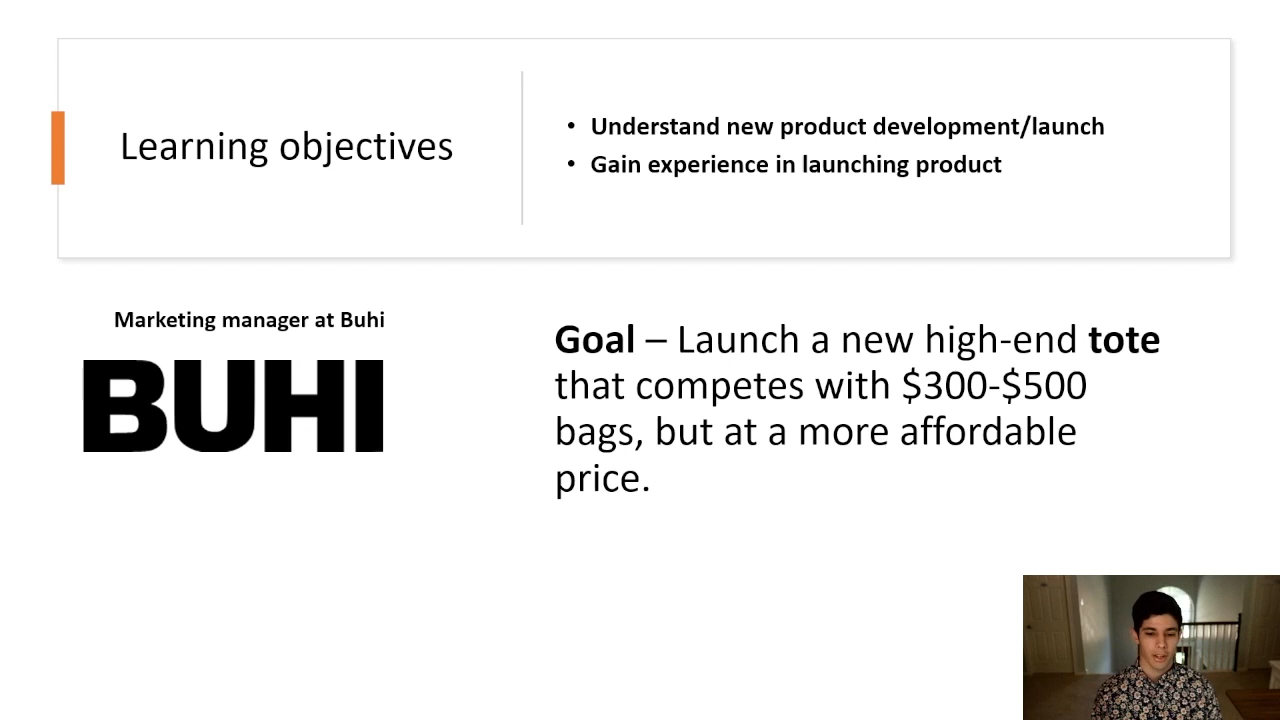 Learning objectives
• Understand new product development/launch
• Gain experience in launching product
Marketing manager at Buhi
BUHI
Goal – Launch a new high-end tote
that competes with $300-$500
bags, but at a more affordable
price.